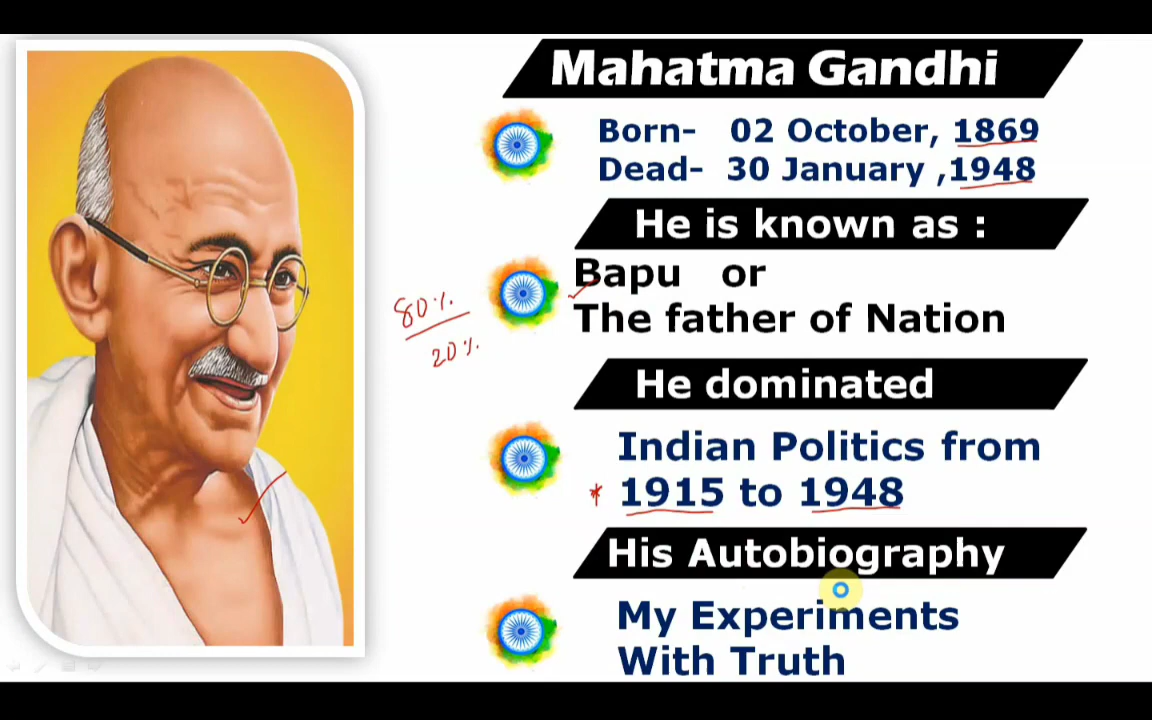 Mahatma Gandhi
Born- 02 October, 1869
Dead- 30 January ,1948
He is known as :
Bapu or
The father of Nation
80%
20%
He dominated
Indian Politics from
* 1915 to 1948
His Autobiography
My Experiments
With Truth